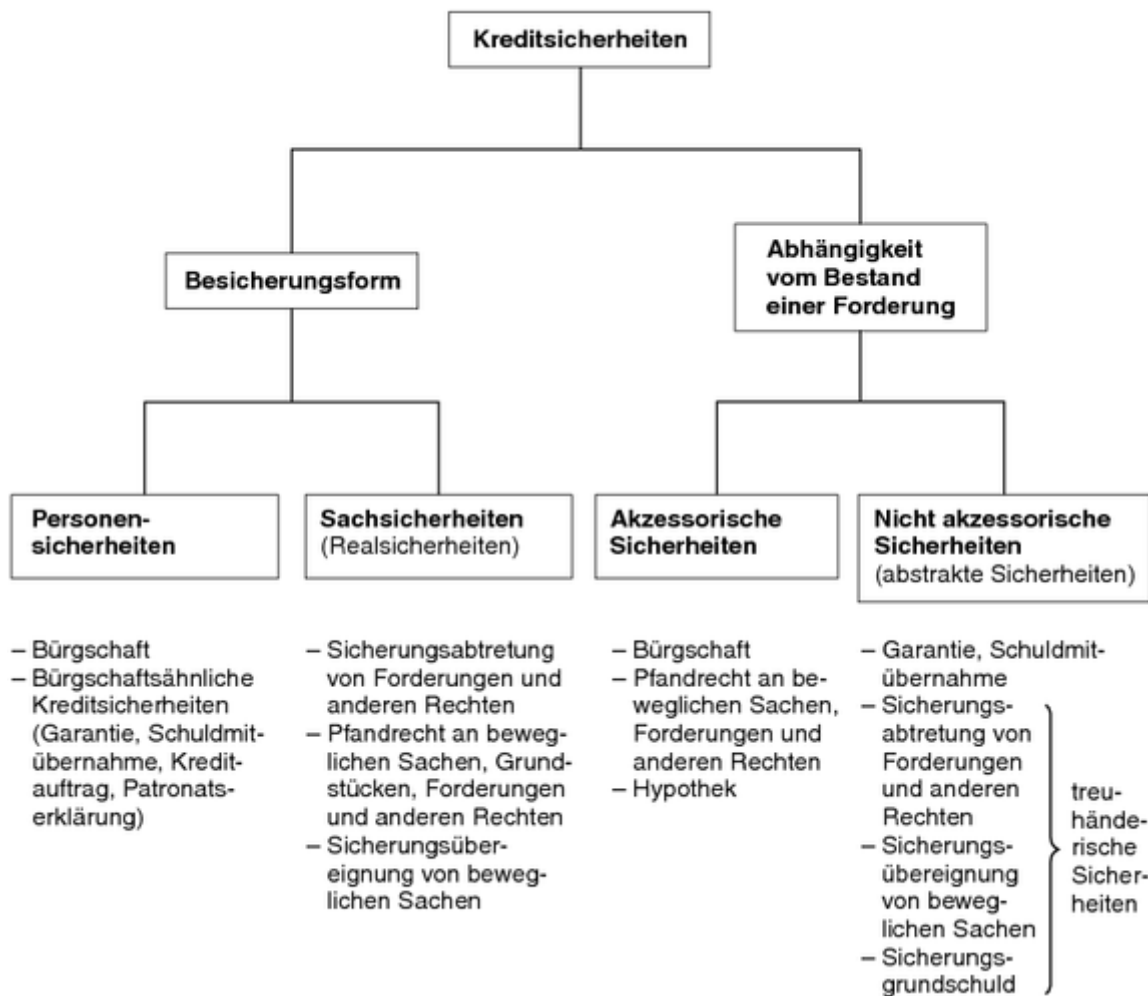 Kreditsicherheiten
Besicherungsform
Abhängigkeit
vom Bestand
einer Forderung
Personen-
sicherheiten
Sachsicherheiten
(Realsicherheiten)
Akzessorische
Sicherheiten
Nicht akzessorische
Sicherheiten
(abstrakte Sicherheiten)
– Bürgschaft
– Bürgschaftsähnliche
Kreditsicherheiten
(Garantie, Schuldmit-
übernahme, Kredit-
auftrag, Patronats-
erklärung)
– Sicherungsabtretung
von Forderungen und
anderen Rechten
– Pfandrecht an beweg-
lichen Sachen, Grund-
stücken, Forderungen
und anderen Rechten
– Sicherungsüber-
eignung von beweg-
lichen Sachen
– Bürgschaft
– Pfandrecht an be-
weglichen Sachen,
Forderungen und
anderen Rechten
– Hypothek
– Garantie, Schuldmit-
übernahme
– Sicherungs-
abtretung von
Forderungen
und anderen
Rechten
– Sicherungs-
übereignung
von beweg-
lichen Sachen
– Sicherungs-
grundschuld
treu-
hände-
rische
Sicher-
heiten